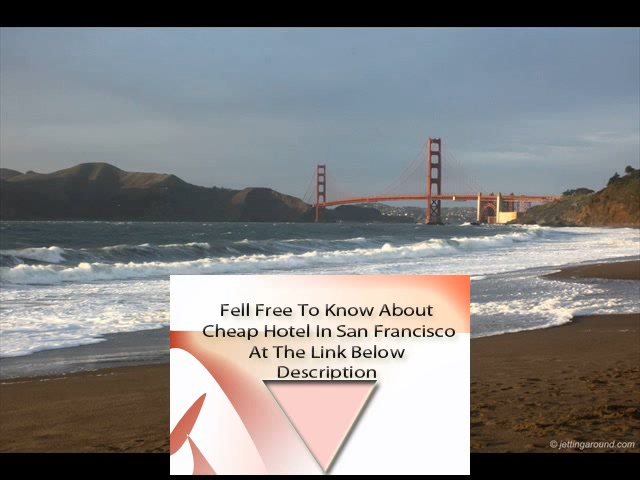 Fell Free To Know About
Cheap Hotel In San Francisco
At The Link Below
Description
© jettingaround.com